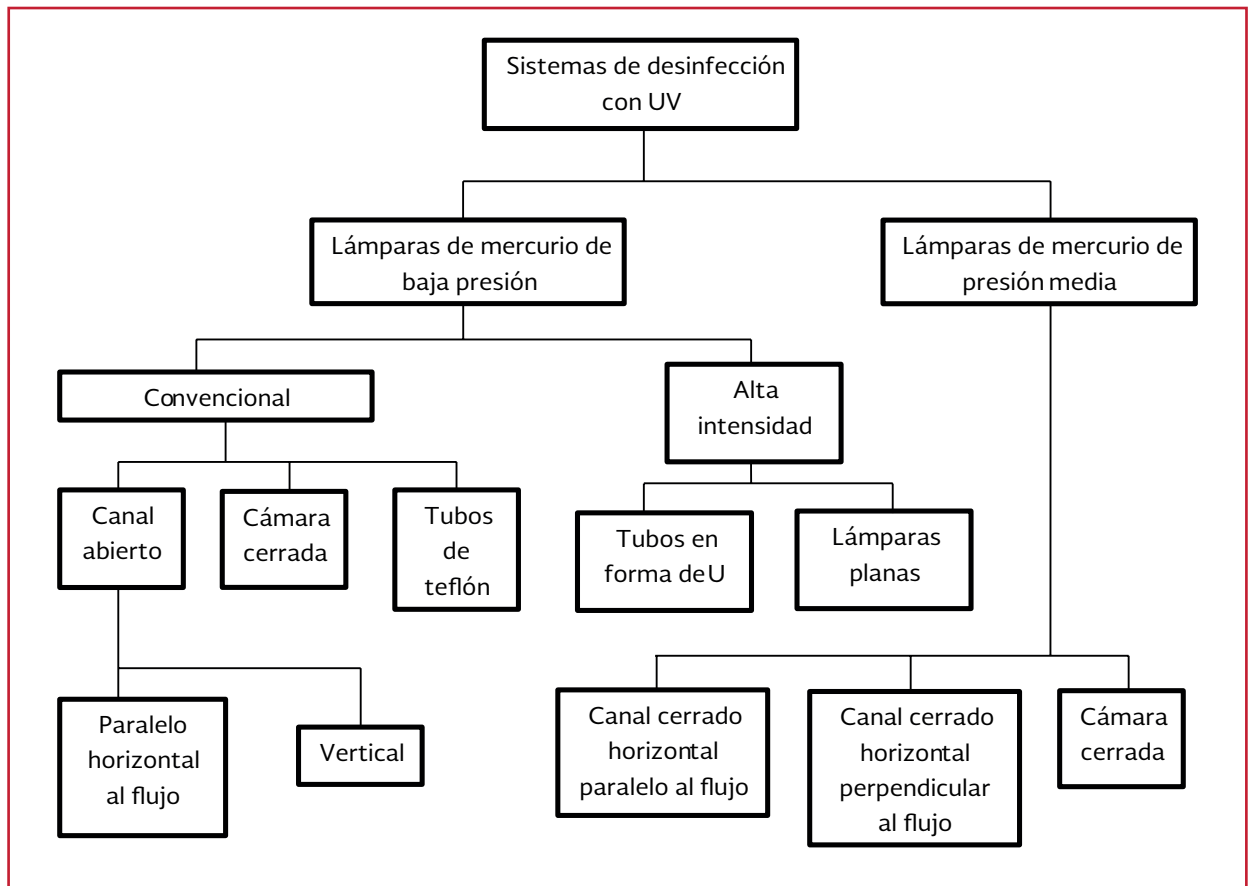 Sistemas de desinfección
con UV
Lámparas de mercurio de
baja presión
Lámparas de mercurio de
presión media
Convencional
Alta
intensidad
Canal
abierto
Cámara
cerrada
Tubos
de
teflón
Tubos en
forma de U
Lámparas
planas
Paralelo
horizontal
al flujo
Vertical
Canal cerrado
horizontal
paralelo al flujo
Canal cerrado
horizontal
perpendicular
al flujo
Cámara
cerrada